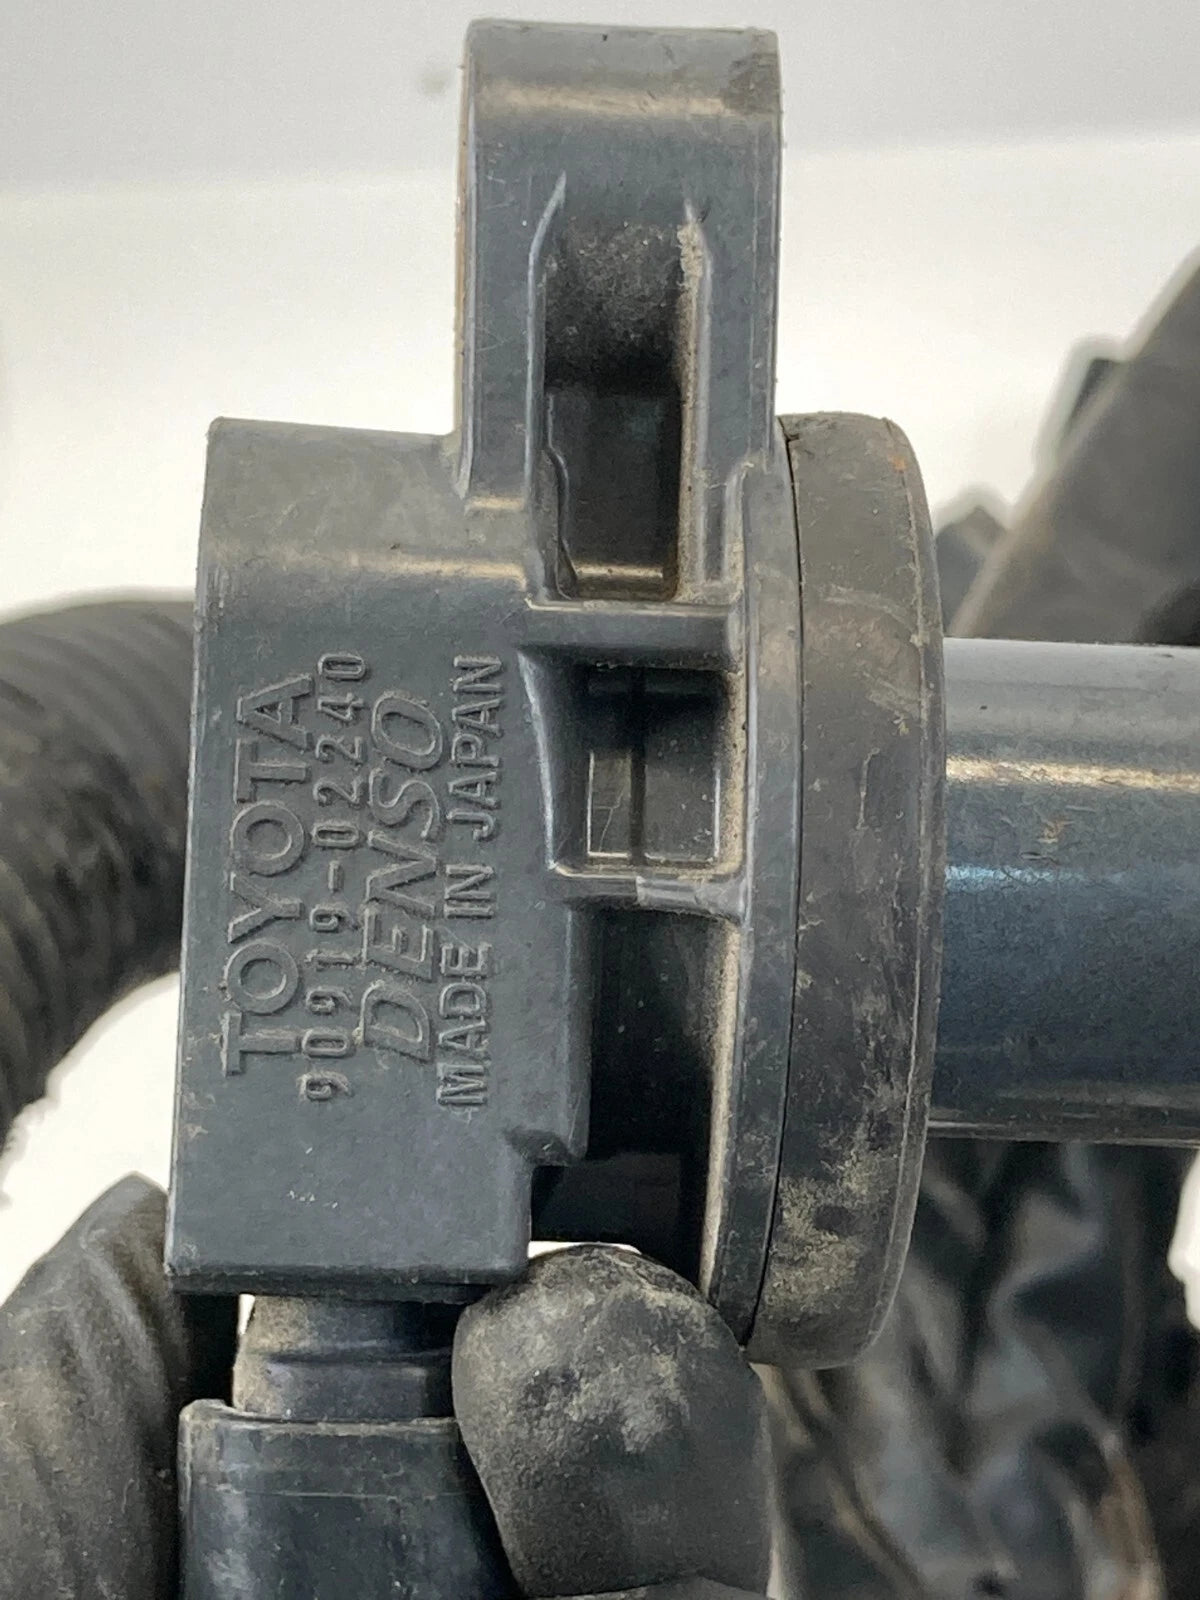 TOYOTA
90919-02240
DENSO
MADE IN JAPAN